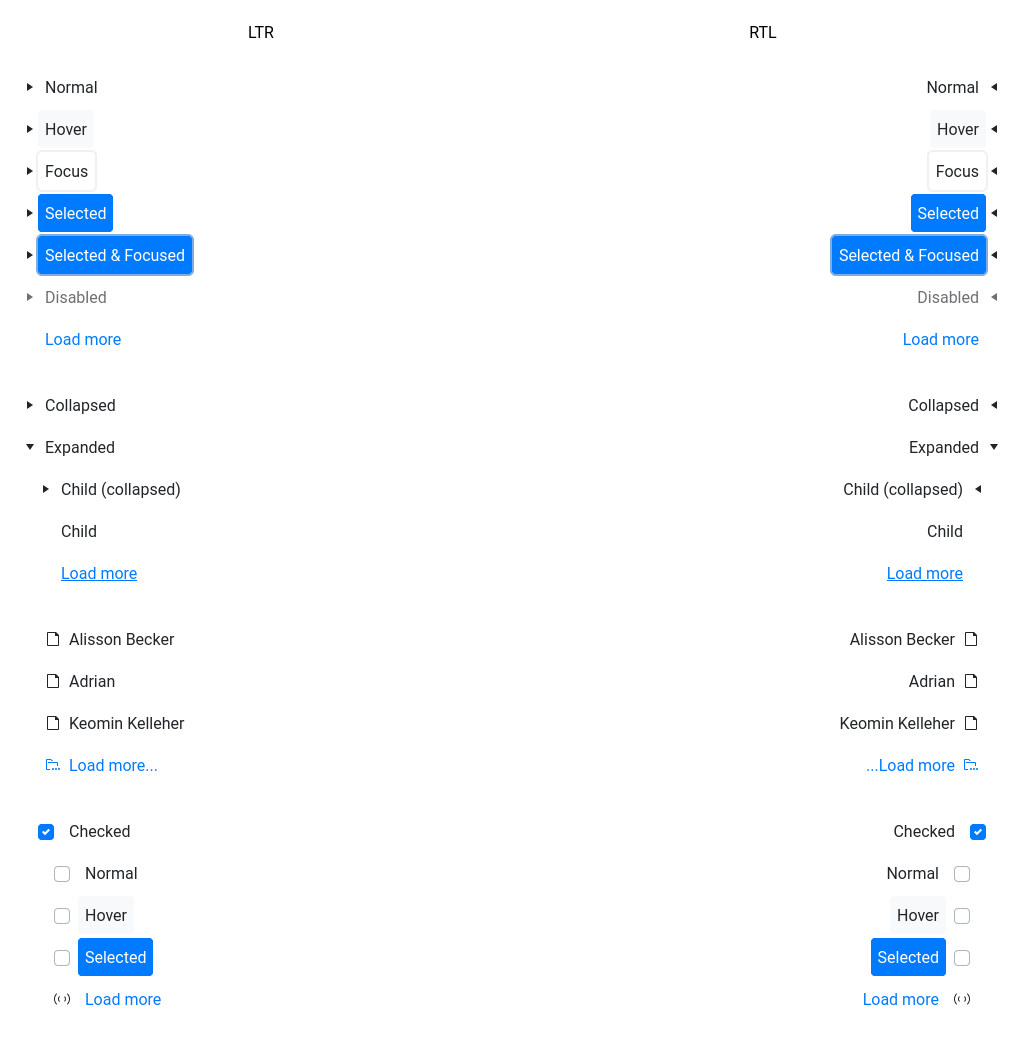 LTR
Normal
Hover
Focus
Selected
Selected & Focused
Disabled
Load more
Collapsed
Expanded
Child (collapsed)
Child
Load more
Alisson Becker
Adrian
Keomin Kelleher
Load more...
Checked
Normal
Hover
Selected
Load more
RTL
Normal
Hover
Focus
Selected
Selected & Focused
Disabled
Load more
Collapsed
Expanded
Child (collapsed)
Child
Load more
Alisson Becker
Adrian
Keomin Kelleher
...Load more
Checked
Normal
Hover
Selected
Load more